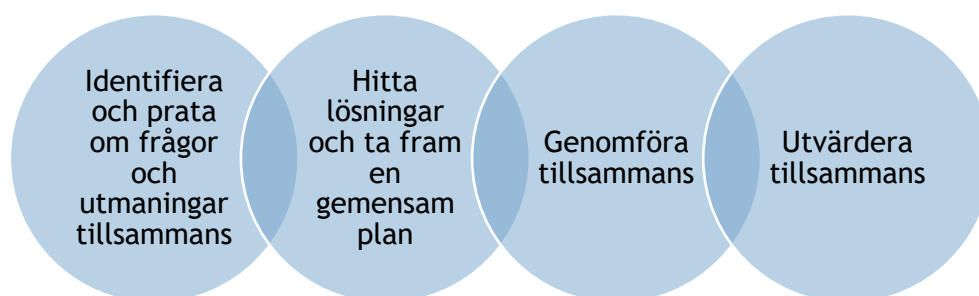 Identifiera
och prata
om frågor
och
utmaningar
tillsammans
Hitta
lösningar
och ta fram
en
gemensam
plan
Genomföra
tillsammans
Utvärdera
tillsammans